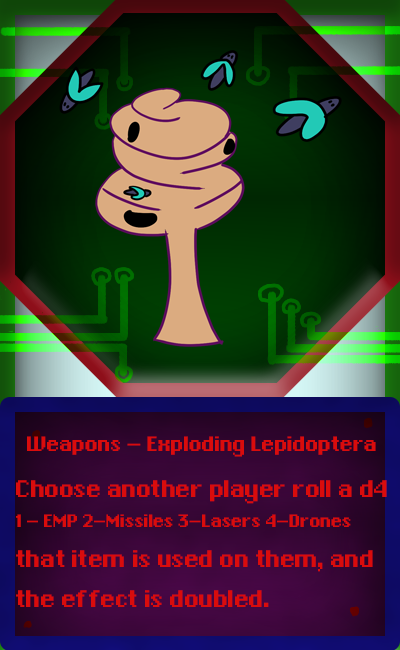 Weapons - Exploding Lepidoptera
Choose another player roll a d4
1- EMP 2-Missiles 3-Lasers 4-Drones
that item is used on them, and
the effect is doubled.